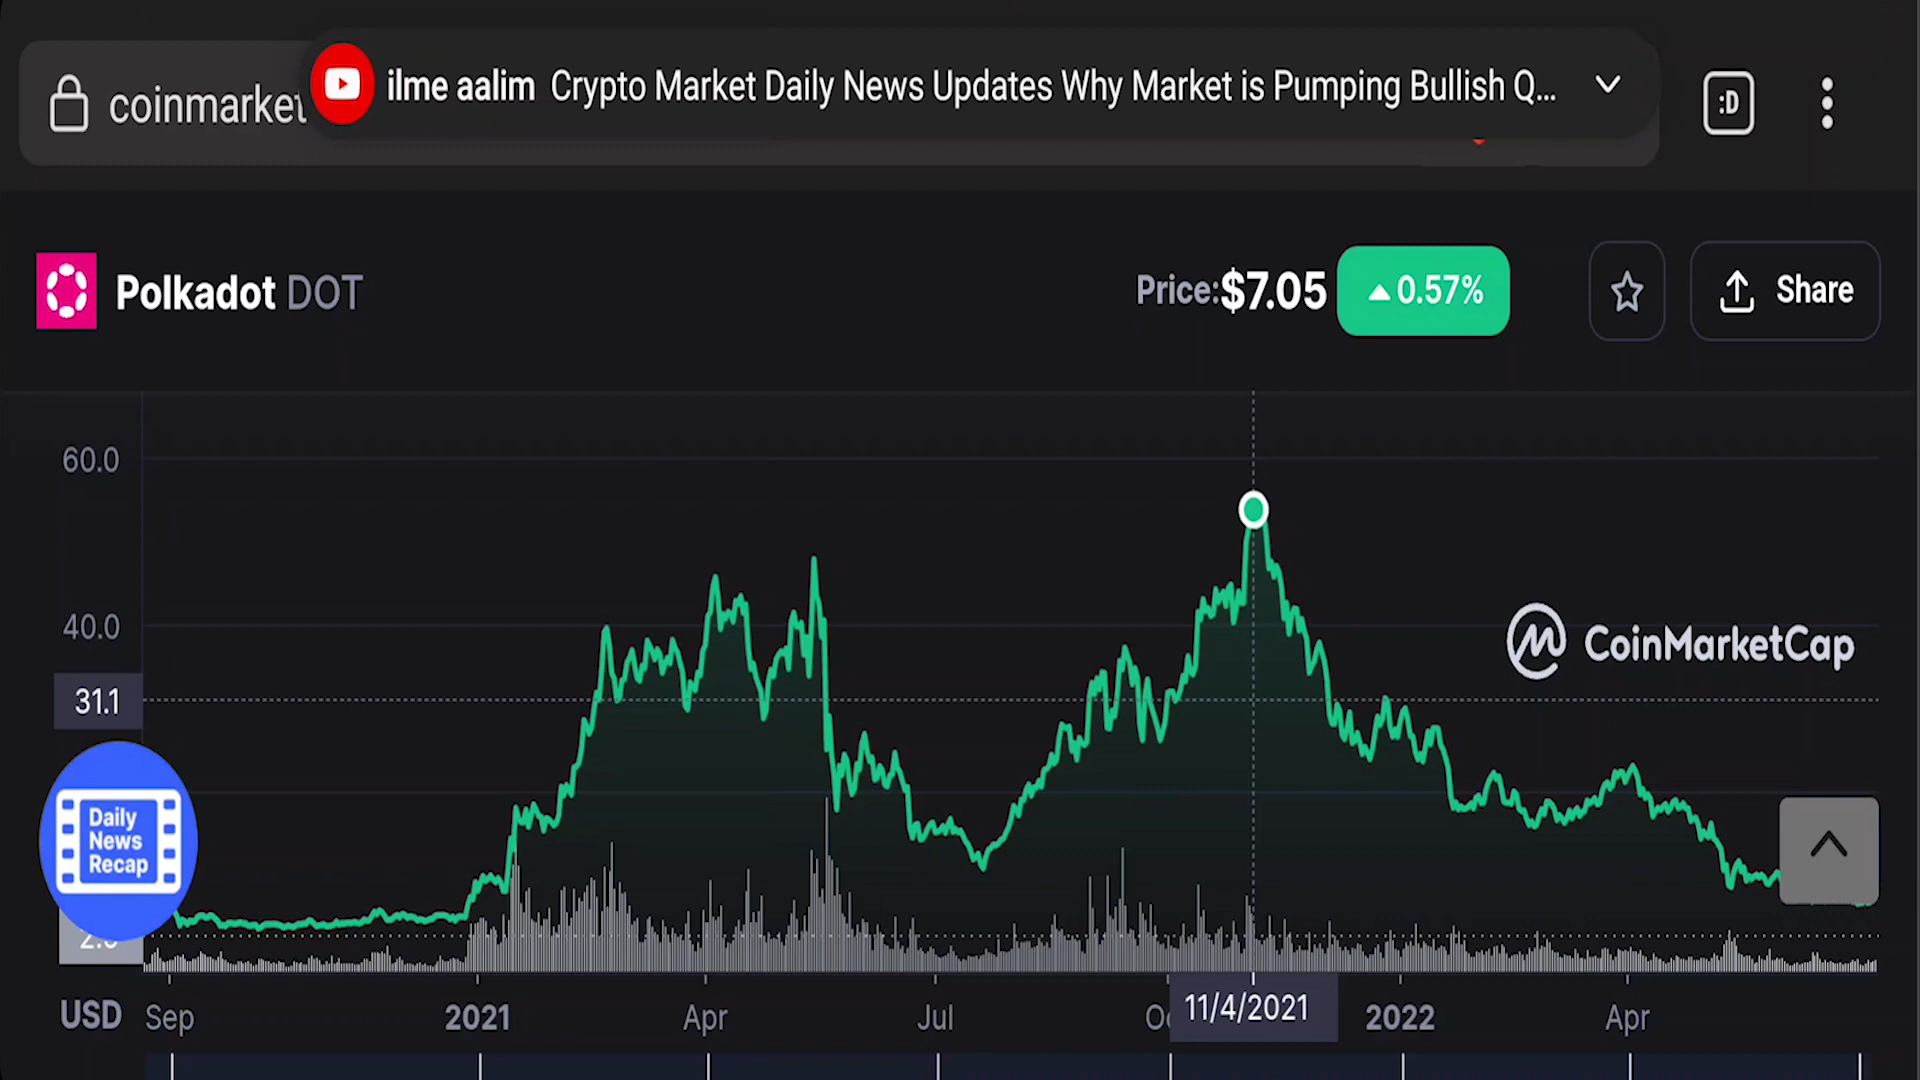 coinmarket
ilme aalim Crypto Market Daily News Updates Why Market is Pumping Bullish Q...
:D
Polkadot DOT
Price:$7.05
0.57%
Share
60.0
40.0
31.1
CoinMarketCap
Daily
News
Recap
USD
Sep
2021
Apr
Jul
11/4/2021
2022
Apr